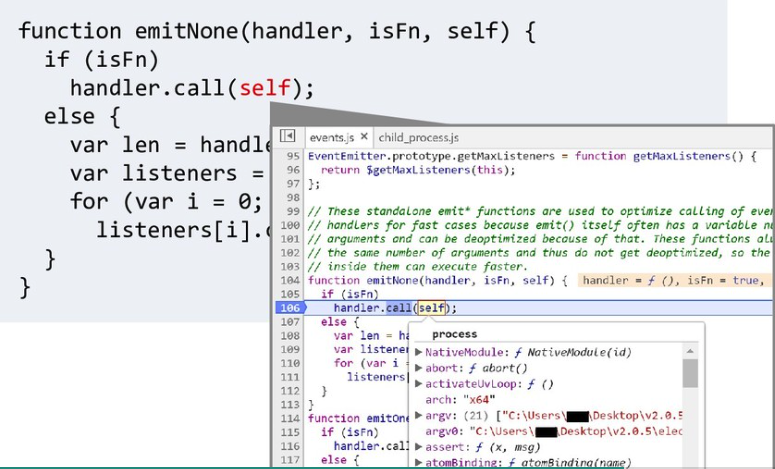 function emitNone(handler, isFn, self) {
if (isFn)
handler.call(self);
else {
var len = handle
var listeners =
for (var i = 0;
listeners[i].
}
}
events.js × child_process.js
95 EventEmitter.prototype.getMaxListeners = function getMaxListeners() {
96 return $getMaxListeners(this);
97 };
98
99 // These standalone emit* functions are used to optimize calling of eve
100 // handlers for fast cases because emit() itself often has a variable nu
101 // arguments and can be deoptimized because of that. These functions al
102 // the same number of arguments and thus do not get deoptimized, so the
103 // inside them can execute faster.
104 function emitNone(handler, isFn, self) { handler = ƒ (), isFn = true,
105 if (isFn)
106 handler.call(self);
107 else {
108 var len = ha
109 var listener
110 for (var i =
111 listeners[
112 }
113 }
114 function emitOne
115 if (isFn)
116 handler.call
117 else {
process
NativeModule: ƒ NativeModule(id)
abort: ƒ abort()
activateUvLoop: ƒ ()
arch: "x64"
argv: (21) ["C:\Users\ \Desktop\v2.0.5
argv0: "C:\Users\ \Desktop\v2.0.5\elec
assert: ƒ (x, msg)
atomBinding: ƒ atomBinding(name)